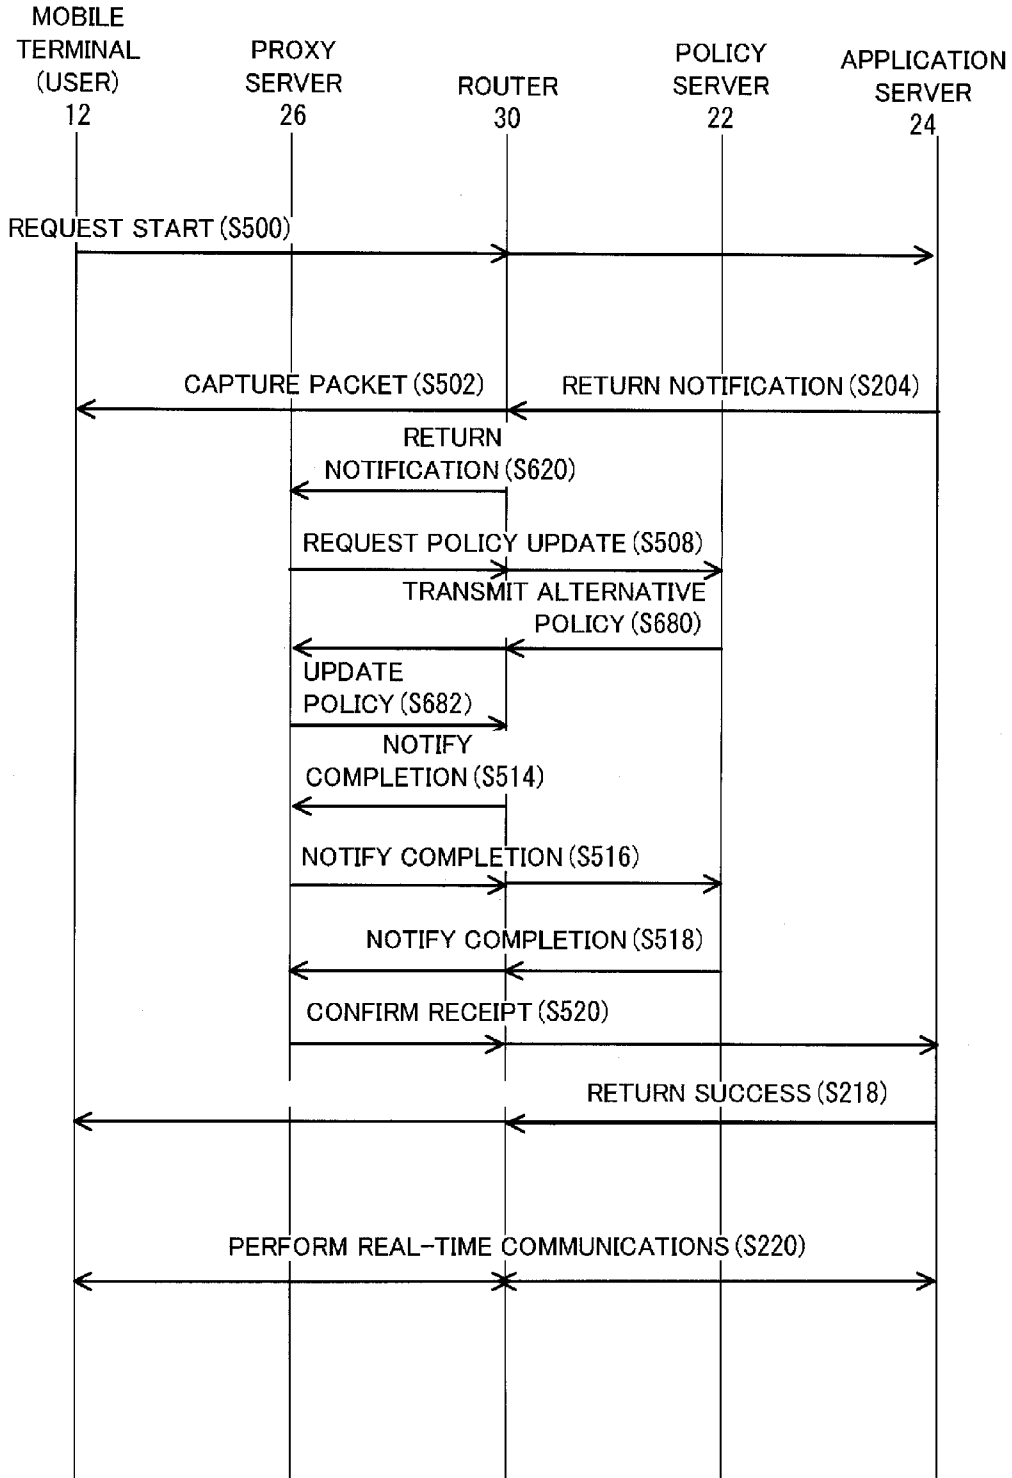 MOBILE
TERMINAL
(USER)
12
PROXY
SERVER
26
ROUTER
30
POLICY
SERVER
22
APPLICATION
SERVER
24
REQUEST START (S500)
CAPTURE PACKET (S502)
RETURN NOTIFICATION (S204)
RETURN
NOTIFICATION (S620)
REQUEST POLICY UPDATE (S508)
TRANSMIT ALTERNATIVE
POLICY (S680)
UPDATE
POLICY (S682)
NOTIFY
COMPLETION (S514)
NOTIFY COMPLETION (S516)
NOTIFY COMPLETION (S518)
CONFIRM RECEIPT (S520)
RETURN SUCCESS (S218)
PERFORM REAL-TIME COMMUNICATIONS (S220)